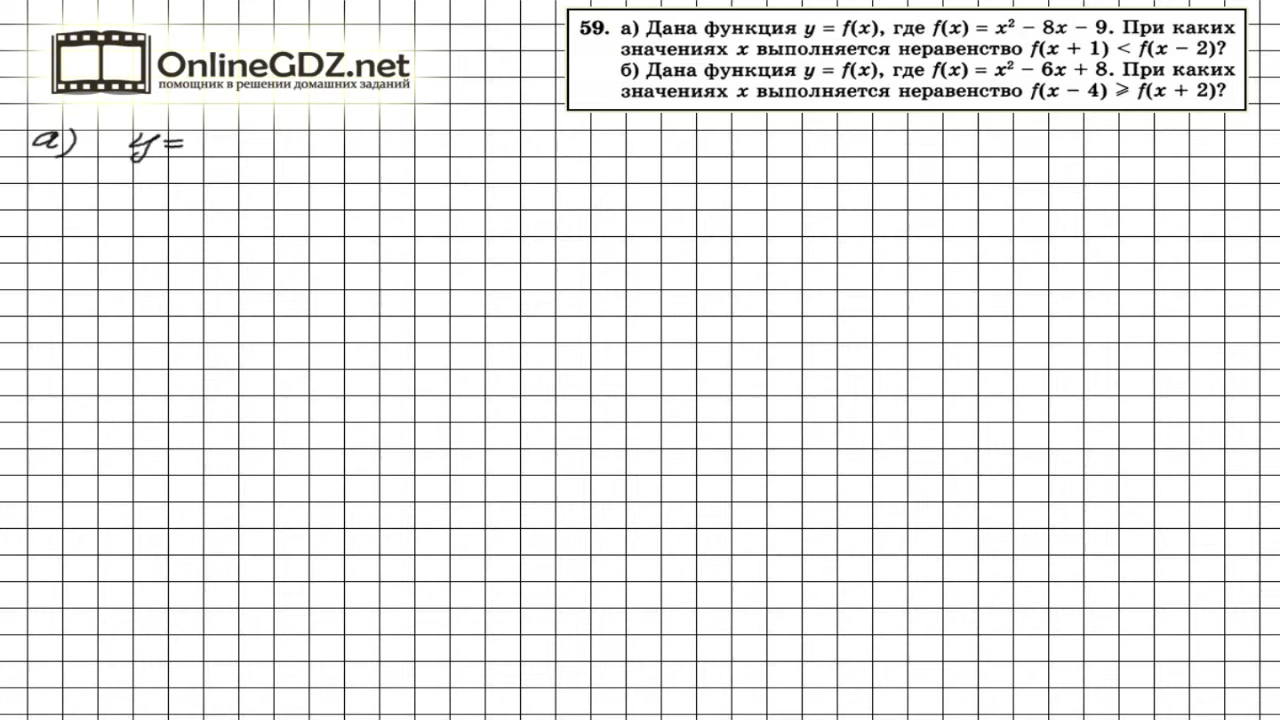 OnlineGDZ.net
помощник в решении домашних заданий
59. а) Дана функция y = f(x), где f(x) = x² − 8x − 9. При каких
значениях x выполняется неравенство f(x + 1) < f(x − 2)?
б) Дана функция y = f(x), где f(x) = x² − 6x + 8. При каких
значениях x выполняется неравенство f(x − 4) ⩾ f(x + 2)?
а) y =